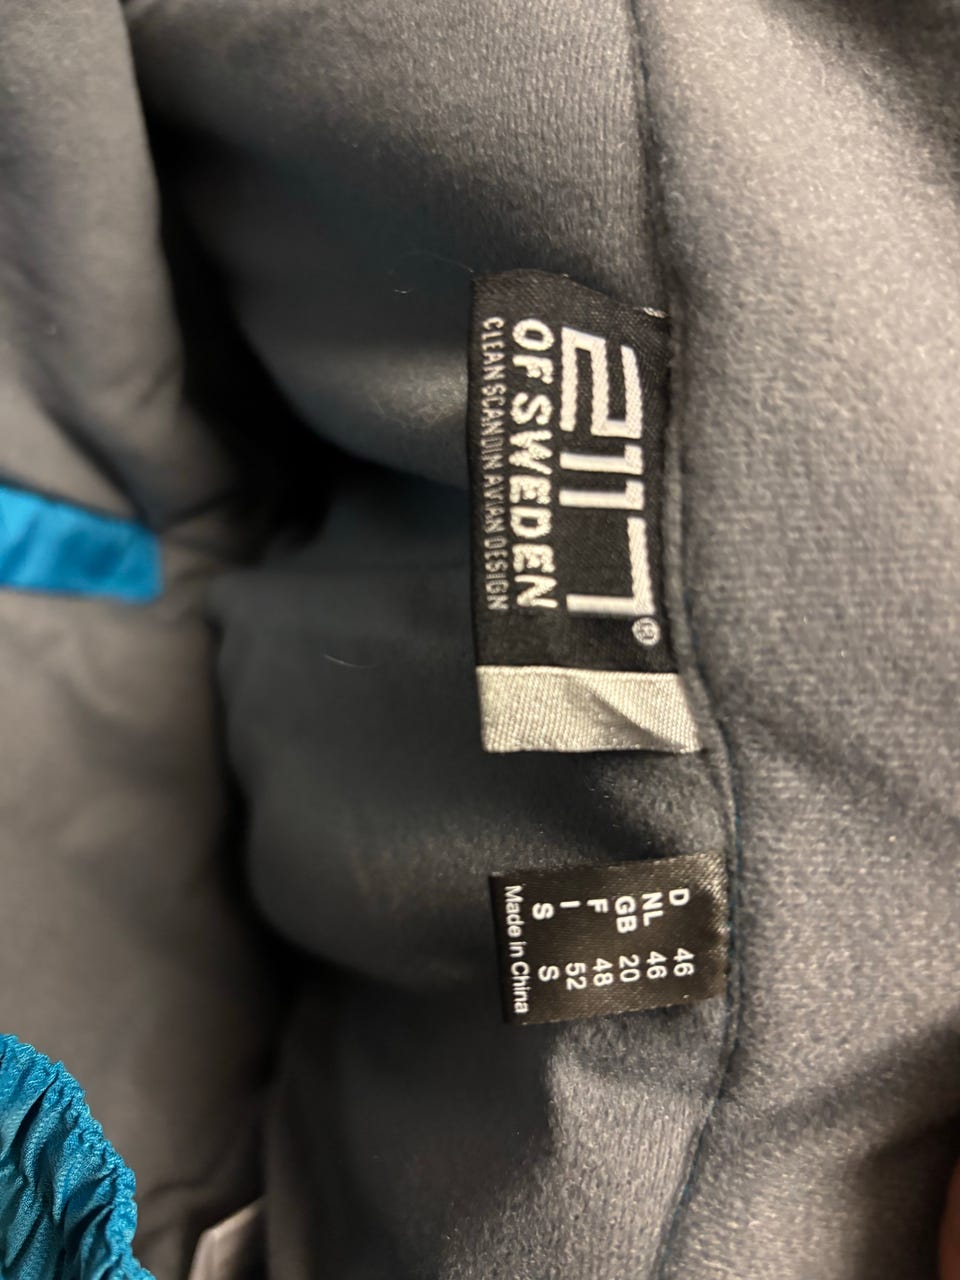 2117®
OF SWEDEN
CLEAN SCANDINAVIAN DESIGN
D 46
NL 46
GB 20
F 48
I 52
S S
Made in China